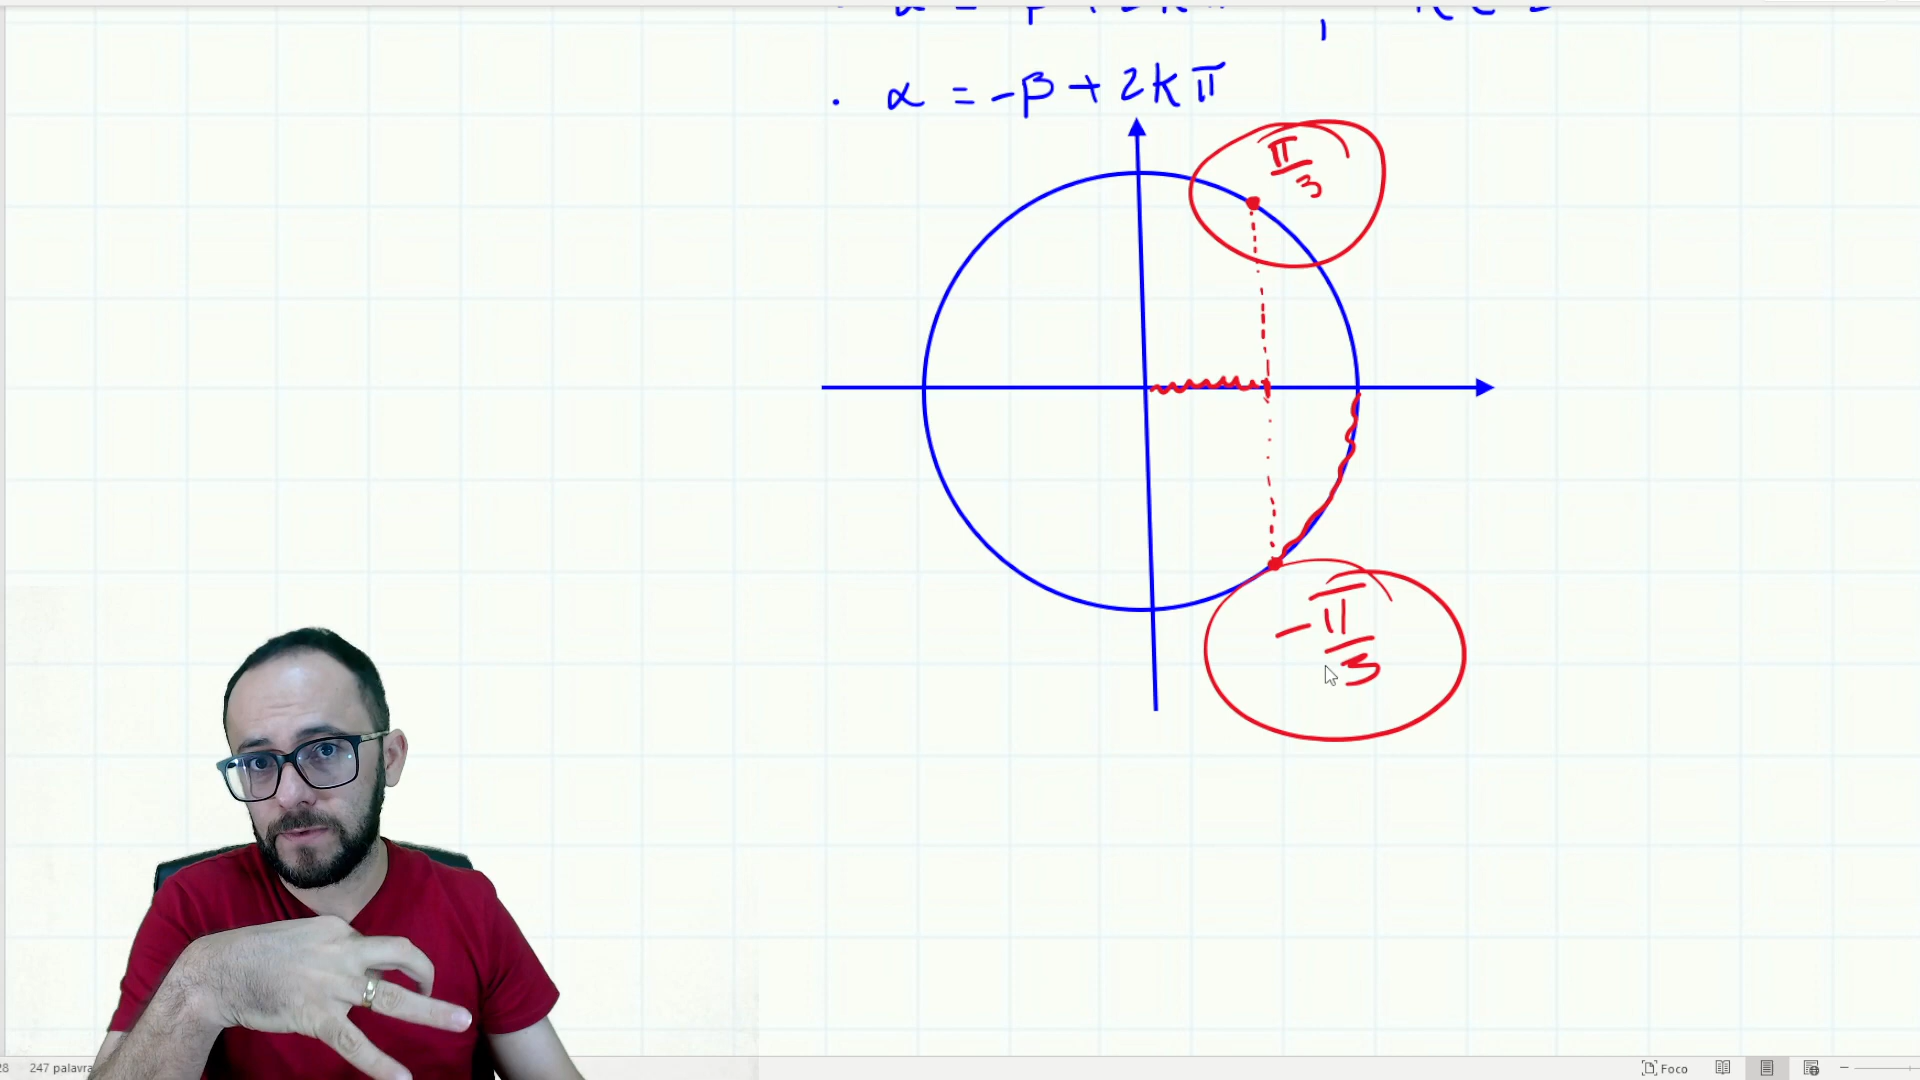 · α = -β + 2kπ
π/3
-π/3
247 palavra
Foco